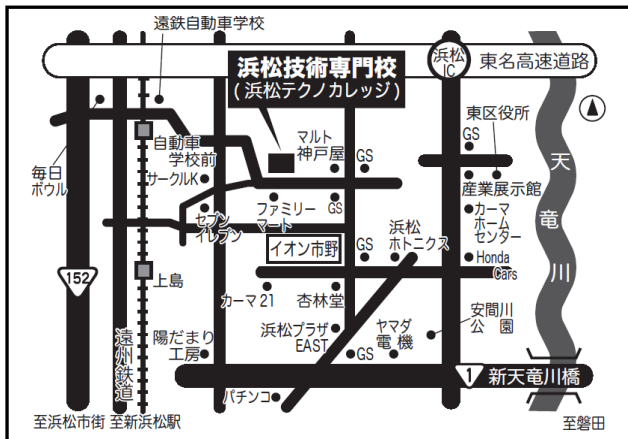 遠鉄自動車学校
浜松
IC
東名高速道路
浜松技術専門校
(浜松テクノカレッジ)
東区役所
GS
マルト
神戸屋
GS
自動車
学校前
毎日
ボウル
サークルK
産業展示館
天竜川
セブン
イレブン
ファミリー
マート
GS
浜松
ホトニクス
カーマ
ホーム
センター
イオン市野
GS
Honda
Cars
152
上島
カーマ21
杏林堂
安間川
公園
遠州鉄道
陽だまり
工房
浜松プラザ
EAST
ヤマダ
電機
GS
1
新天竜川橋
パチンコ
至浜松市街
至新浜松駅
至磐田